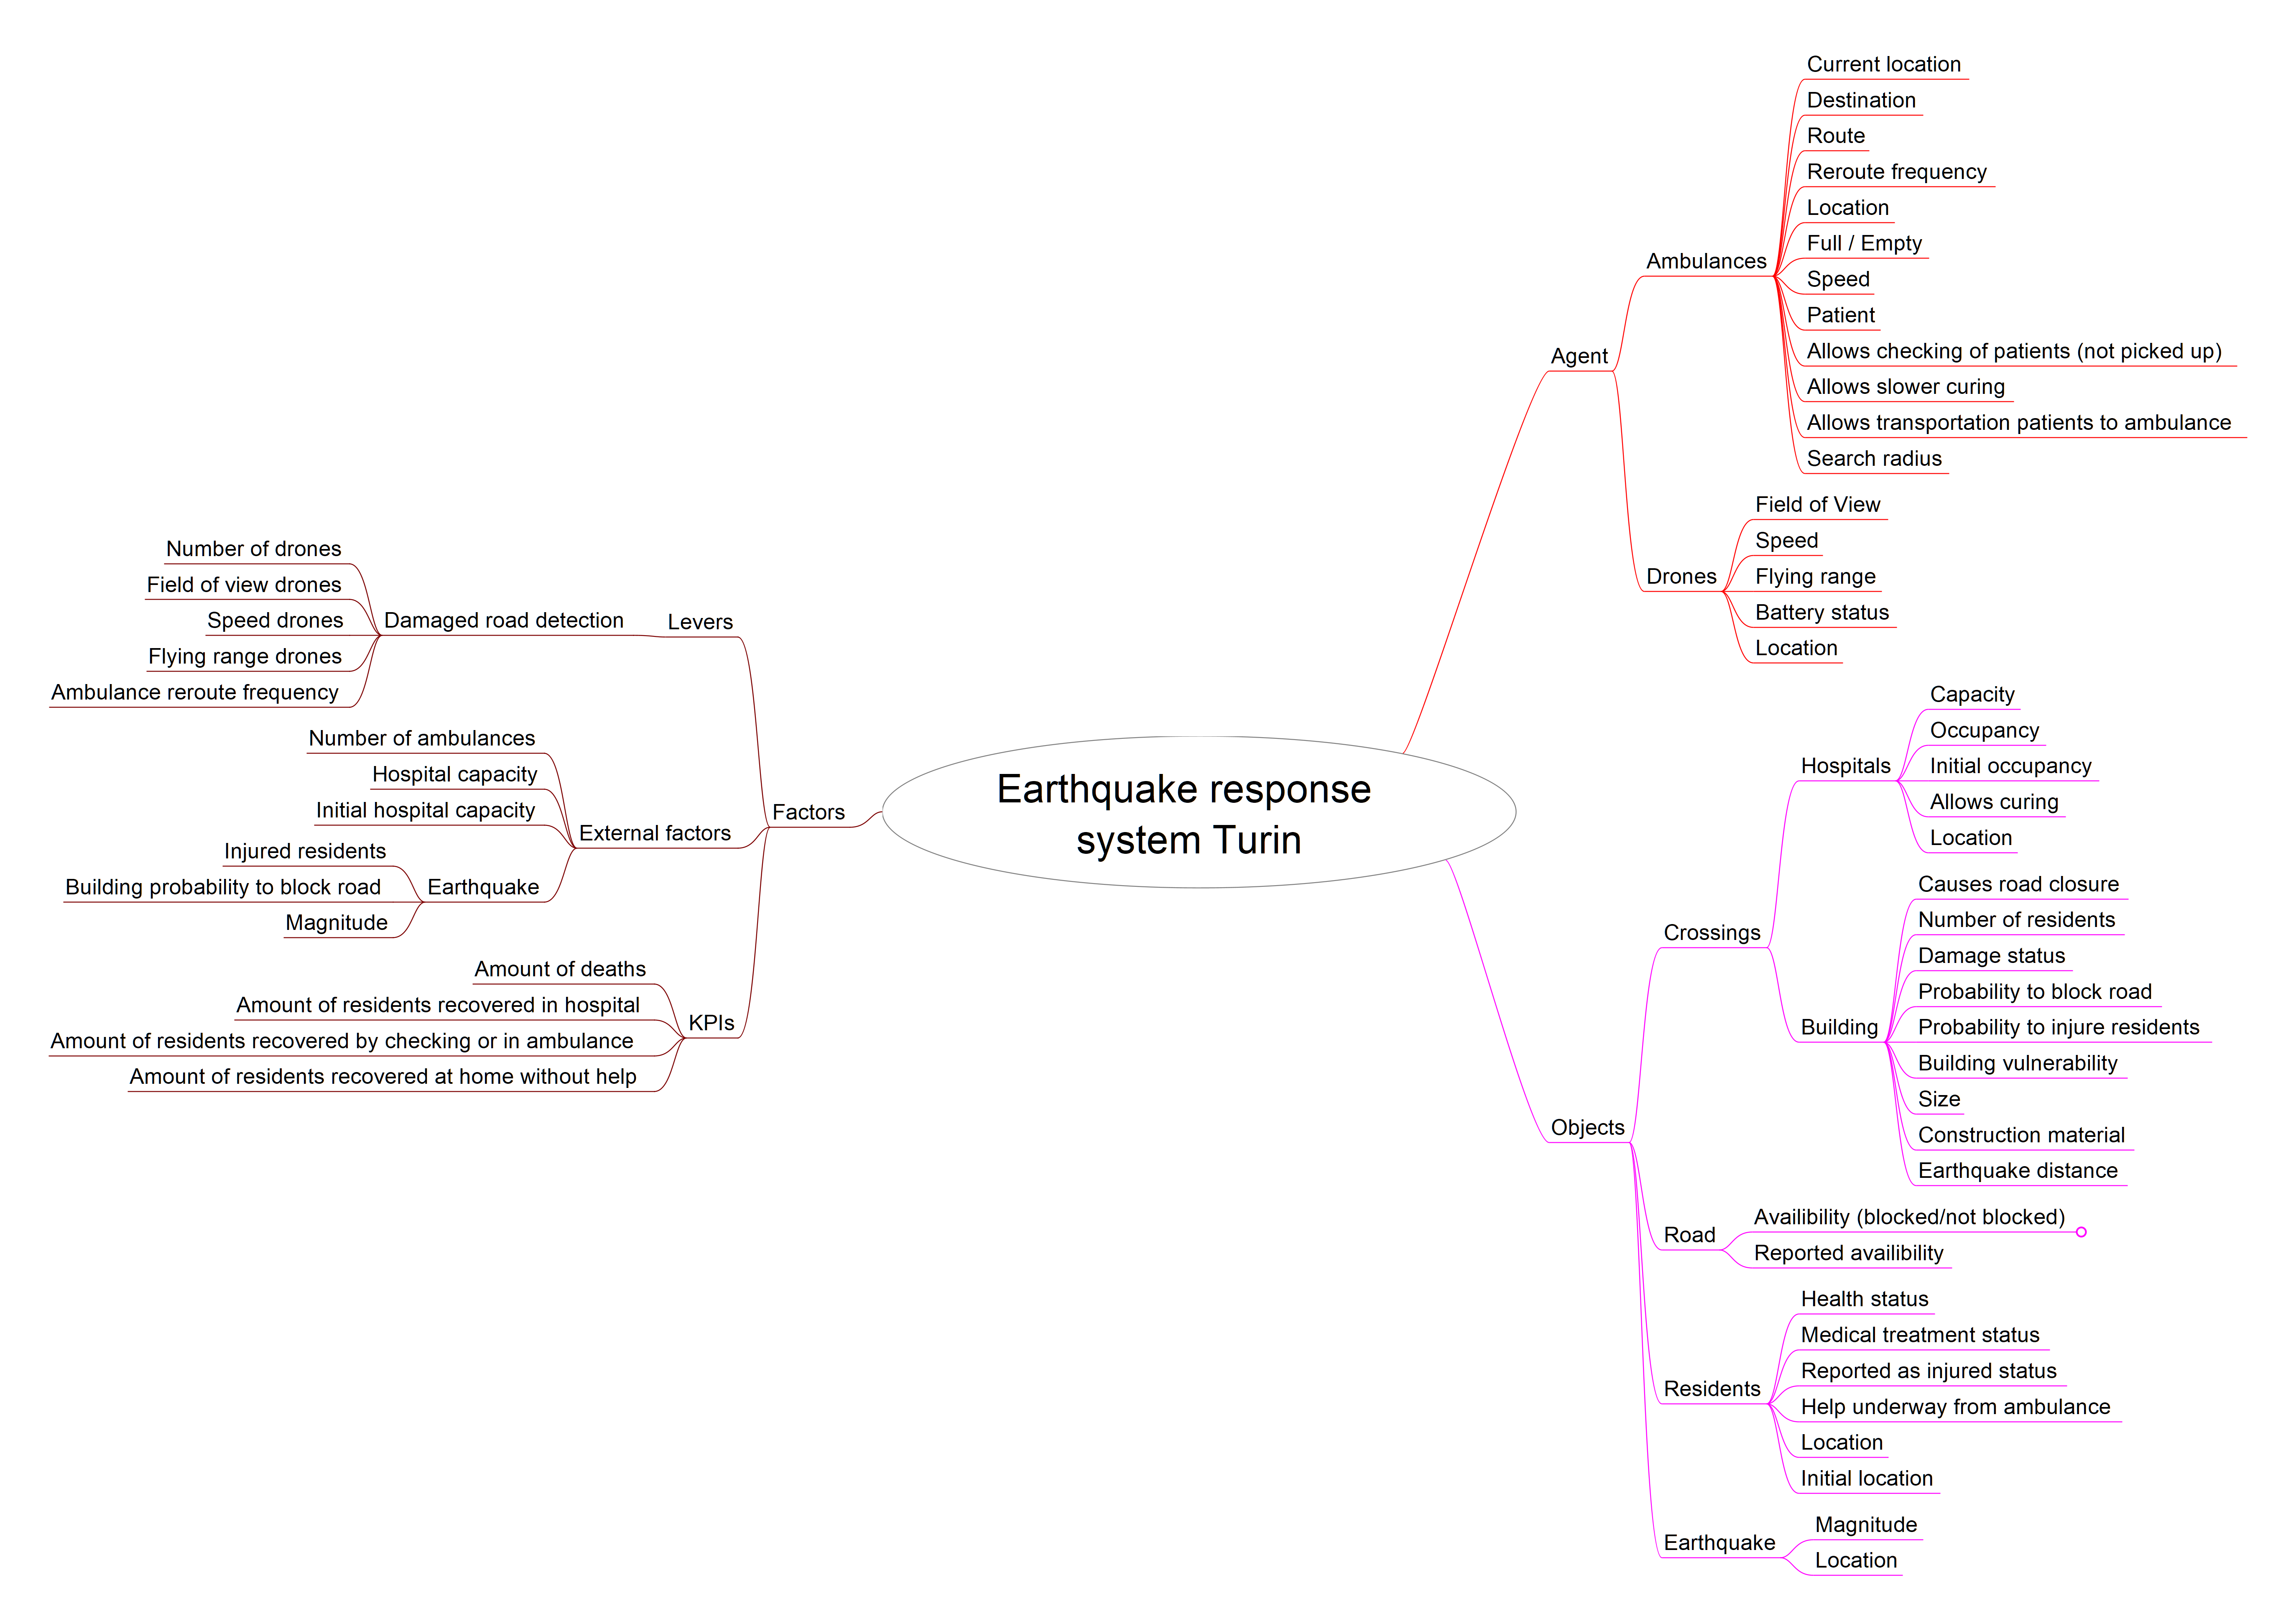 Earthquake response
system Turin
Factors
Levers
Damaged road detection
Number of drones
Field of view drones
Speed drones
Flying range drones
Ambulance reroute frequency
External factors
Number of ambulances
Hospital capacity
Initial hospital capacity
Earthquake
Injured residents
Building probability to block road
Magnitude
KPIs
Amount of deaths
Amount of residents recovered in hospital
Amount of residents recovered by checking or in ambulance
Amount of residents recovered at home without help
Agent
Ambulances
Current location
Destination
Route
Reroute frequency
Location
Full / Empty
Speed
Patient
Allows checking of patients (not picked up)
Allows slower curing
Allows transportation patients to ambulance
Search radius
Drones
Field of View
Speed
Flying range
Battery status
Location
Objects
Crossings
Hospitals
Capacity
Occupancy
Initial occupancy
Allows curing
Location
Building
Causes road closure
Number of residents
Damage status
Probability to block road
Probability to injure residents
Building vulnerability
Size
Construction material
Earthquake distance
Road
Availibility (blocked/not blocked)
Reported availibility
Residents
Health status
Medical treatment status
Reported as injured status
Help underway from ambulance
Location
Initial location
Earthquake
Magnitude
Location